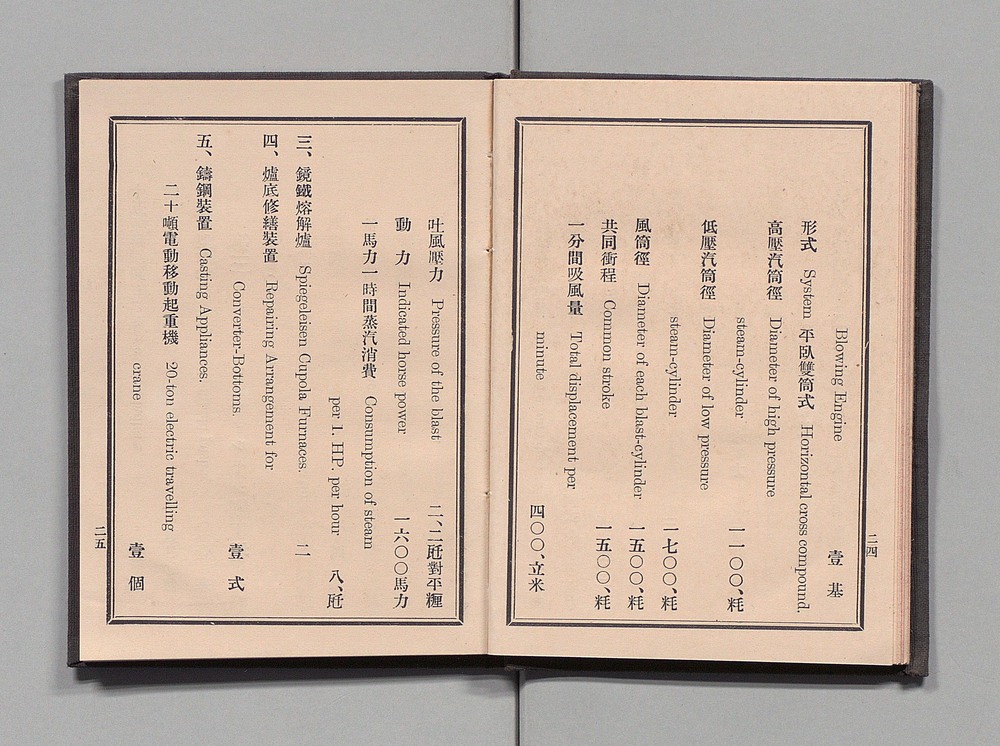 二四
Blowing Engine 壹基
形式 System 平臥雙筒式 Horizontal cross compound.
高壓汽筒徑 Diameter of high pressure
steam-cylinder 一一〇〇、粍
低壓汽筒徑 Diameter of low pressure
steam-cylinder 一七〇〇、粍
風筒徑 Diameter of each blast-cylinder 一五〇〇、粍
共同衝程 Common stroke 一五〇〇、粍
一分間吸風量 Total displacement per
minute 四〇〇、立米
吐風壓力 Pressure of the blast 二、二瓩對平糎
動力 Indicated horse power 一六〇〇馬力
一馬力一時間蒸汽消費 Consumption of steam
per 1. HP. per hour 八、瓩
三、鏡鐵熔解爐 Spiegeleisen Cupola Furnaces. 二
四、爐底修繕裝置 Repairing Arrangement for
Converter-Bottoms. 壹式
五、鑄鋼裝置 Casting Appliances.
二十噸電動移動起重機 20-ton electric travelling
crane 壹個
二五